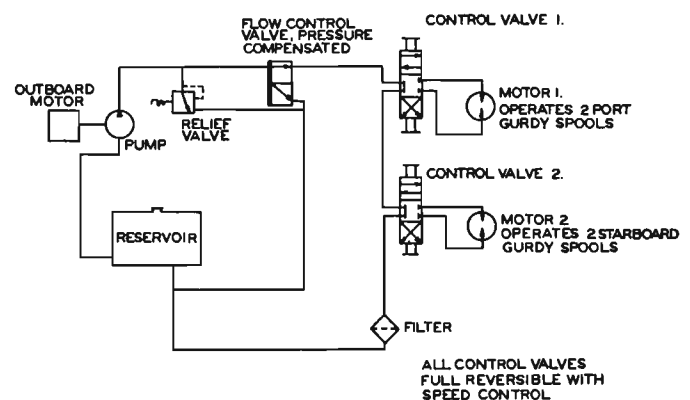 FLOW CONTROL
VALVE, PRESSURE
COMPENSATED
CONTROL VALVE 1.
OUTBOARD
MOTOR
PUMP
RELIEF
VALVE
MOTOR 1.
OPERATES 2 PORT
GURDY SPOOLS
CONTROL VALVE 2.
RESERVOIR
MOTOR 2
OPERATES 2 STARBOARD
GURDY SPOOLS
FILTER
ALL CONTROL VALVES
FULL REVERSIBLE WITH
SPEED CONTROL